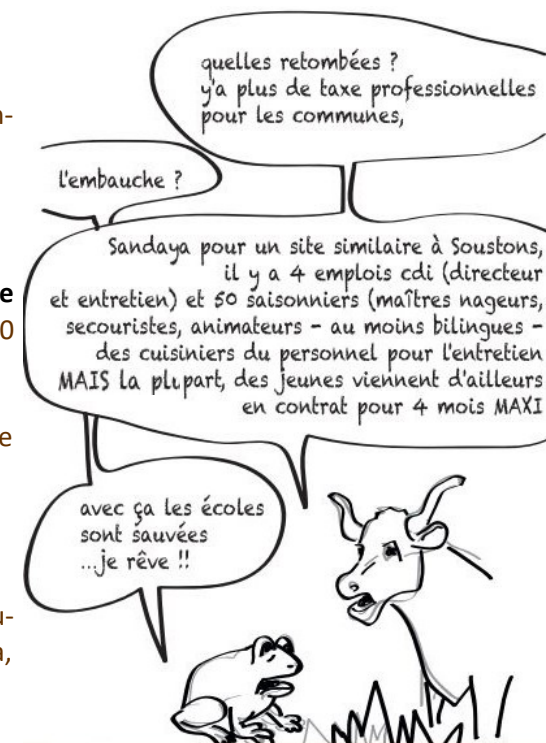 quelles retombées ?
y'a plus de taxe professionnelles
pour les communes,
l'embauche ?
Sandaya pour un site similaire à Soustons,
il y a 4 emplois cdi (directeur
et entretien) et 50 saisonniers (maîtres nageurs,
secouristes, animateurs - au moins bilingues -
des cuisiniers du personnel pour l'entretien
MAIS la plupart, des jeunes viennent d'ailleurs
en contrat pour 4 mois MAXI
avec ça les écoles
sont sauvées
...je rêve !!